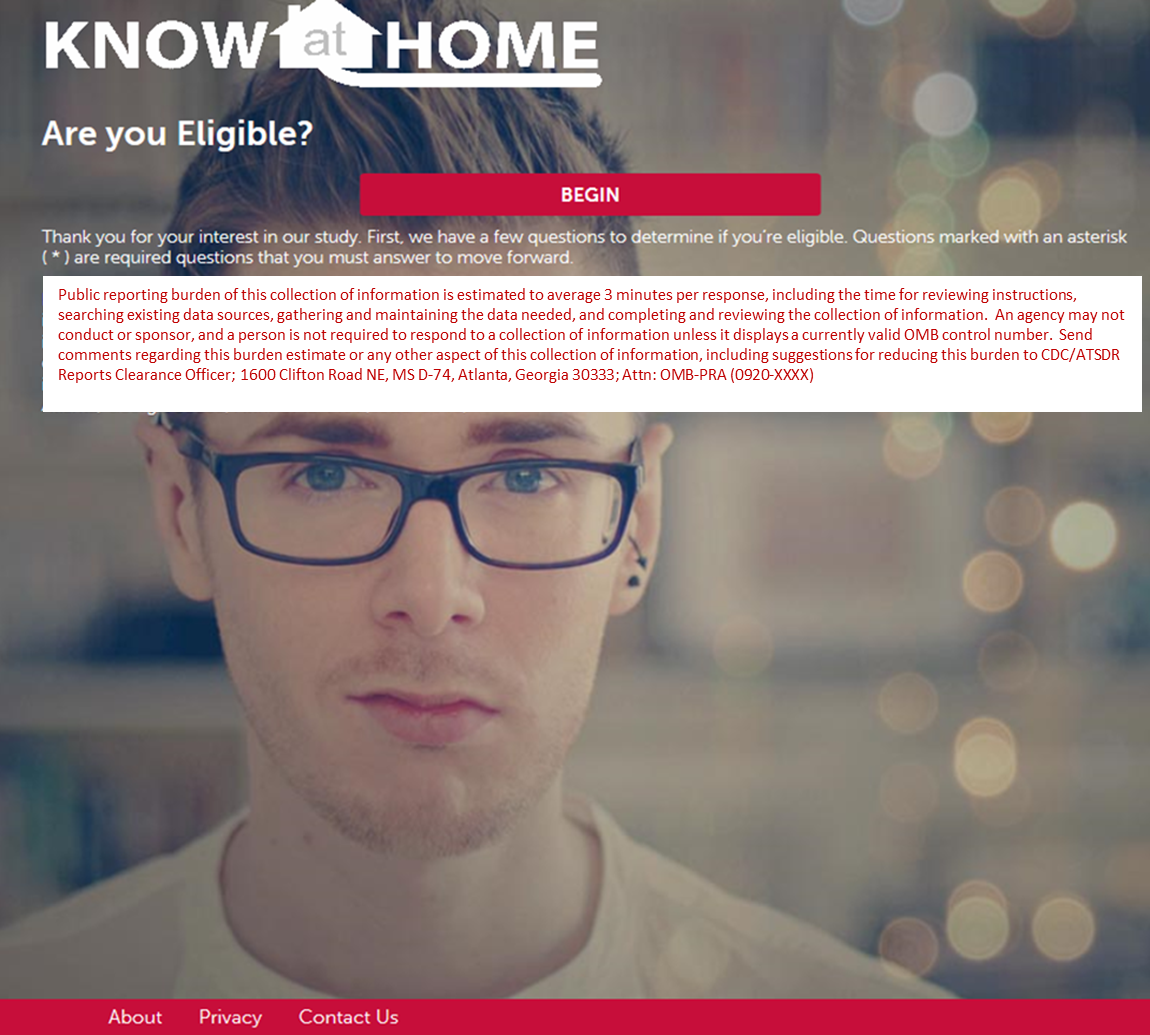 KNOW at HOME
Are you Eligible?
BEGIN
Thank you for your interest in our study. First, we have a few questions to determine if you're eligible. Questions marked with an asterisk
( * ) are required questions that you must answer to move forward.
Public reporting burden of this collection of information is estimated to average 3 minutes per response, including the time for reviewing instructions,
searching existing data sources, gathering and maintaining the data needed, and completing and reviewing the collection of information.  An agency may not
conduct or sponsor, and a person is not required to respond to a collection of information unless it displays a currently valid OMB control number.  Send
comments regarding this burden estimate or any other aspect of this collection of information, including suggestions for reducing this burden to CDC/ATSDR
Reports Clearance Officer; 1600 Clifton Road NE, MS D-74, Atlanta, Georgia 30333; Attn: OMB-PRA (0920-XXXX)
About Privacy Contact Us